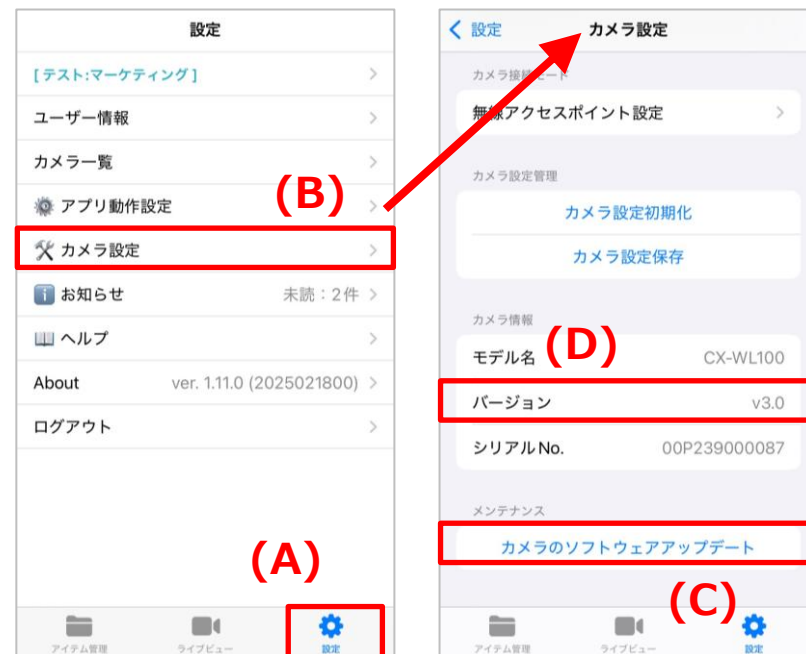 設定
[ テスト:マーケティング ]
ユーザー情報
カメラ一覧
(B)
アプリ動作設定
カメラ設定
お知らせ 未読：2件
ヘルプ
About ver. 1.11.0 (2025021800)
ログアウト
(A)
アイテム管理 ライブビュー 設定
設定 カメラ設定
カメラ接続モード
無線アクセスポイント設定
カメラ設定管理
カメラ設定初期化
カメラ設定保存
カメラ情報
(D)
モデル名 CX-WL100
バージョン v3.0
シリアル No. 00P239000087
メンテナンス
カメラのソフトウェアアップデート
(C)
アイテム管理 ライブビュー 設定